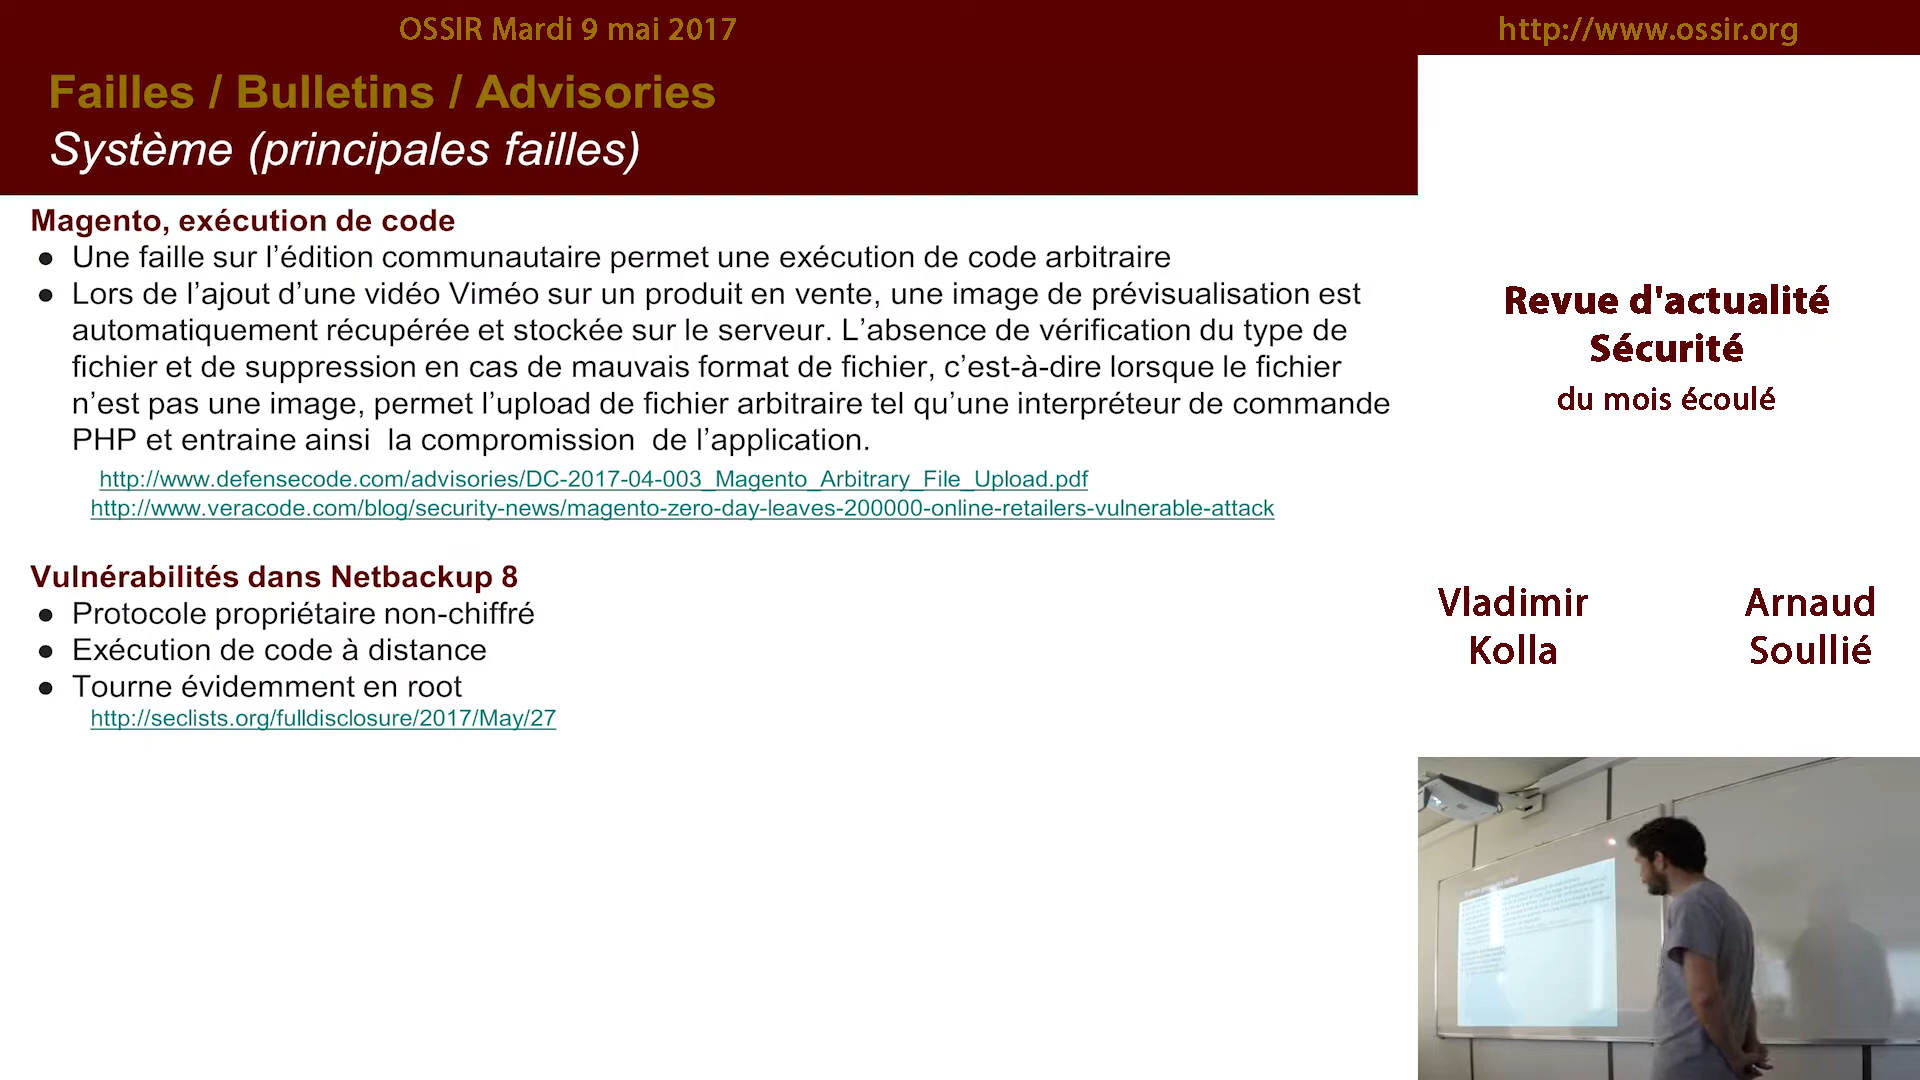 OSSIR Mardi 9 mai 2017
http://www.ossir.org
Failles / Bulletins / Advisories
Système (principales failles)
Magento, exécution de code
● Une faille sur l’édition communautaire permet une exécution de code arbitraire
● Lors de l’ajout d’une vidéo Viméo sur un produit en vente, une image de prévisualisation est
automatiquement récupérée et stockée sur le serveur. L’absence de vérification du type de
fichier et de suppression en cas de mauvais format de fichier, c’est-à-dire lorsque le fichier
n’est pas une image, permet l’upload de fichier arbitraire tel qu’une interpréteur de commande
PHP et entraine ainsi  la compromission  de l’application.
http://www.defensecode.com/advisories/DC-2017-04-003_Magento_Arbitrary_File_Upload.pdf
http://www.veracode.com/blog/security-news/magento-zero-day-leaves-200000-online-retailers-vulnerable-attack
Vulnérabilités dans Netbackup 8
● Protocole propriétaire non-chiffré
● Exécution de code à distance
● Tourne évidemment en root
http://seclists.org/fulldisclosure/2017/May/27
Revue d'actualité
Sécurité
du mois écoulé
Vladimir
Kolla
Arnaud
Soullié